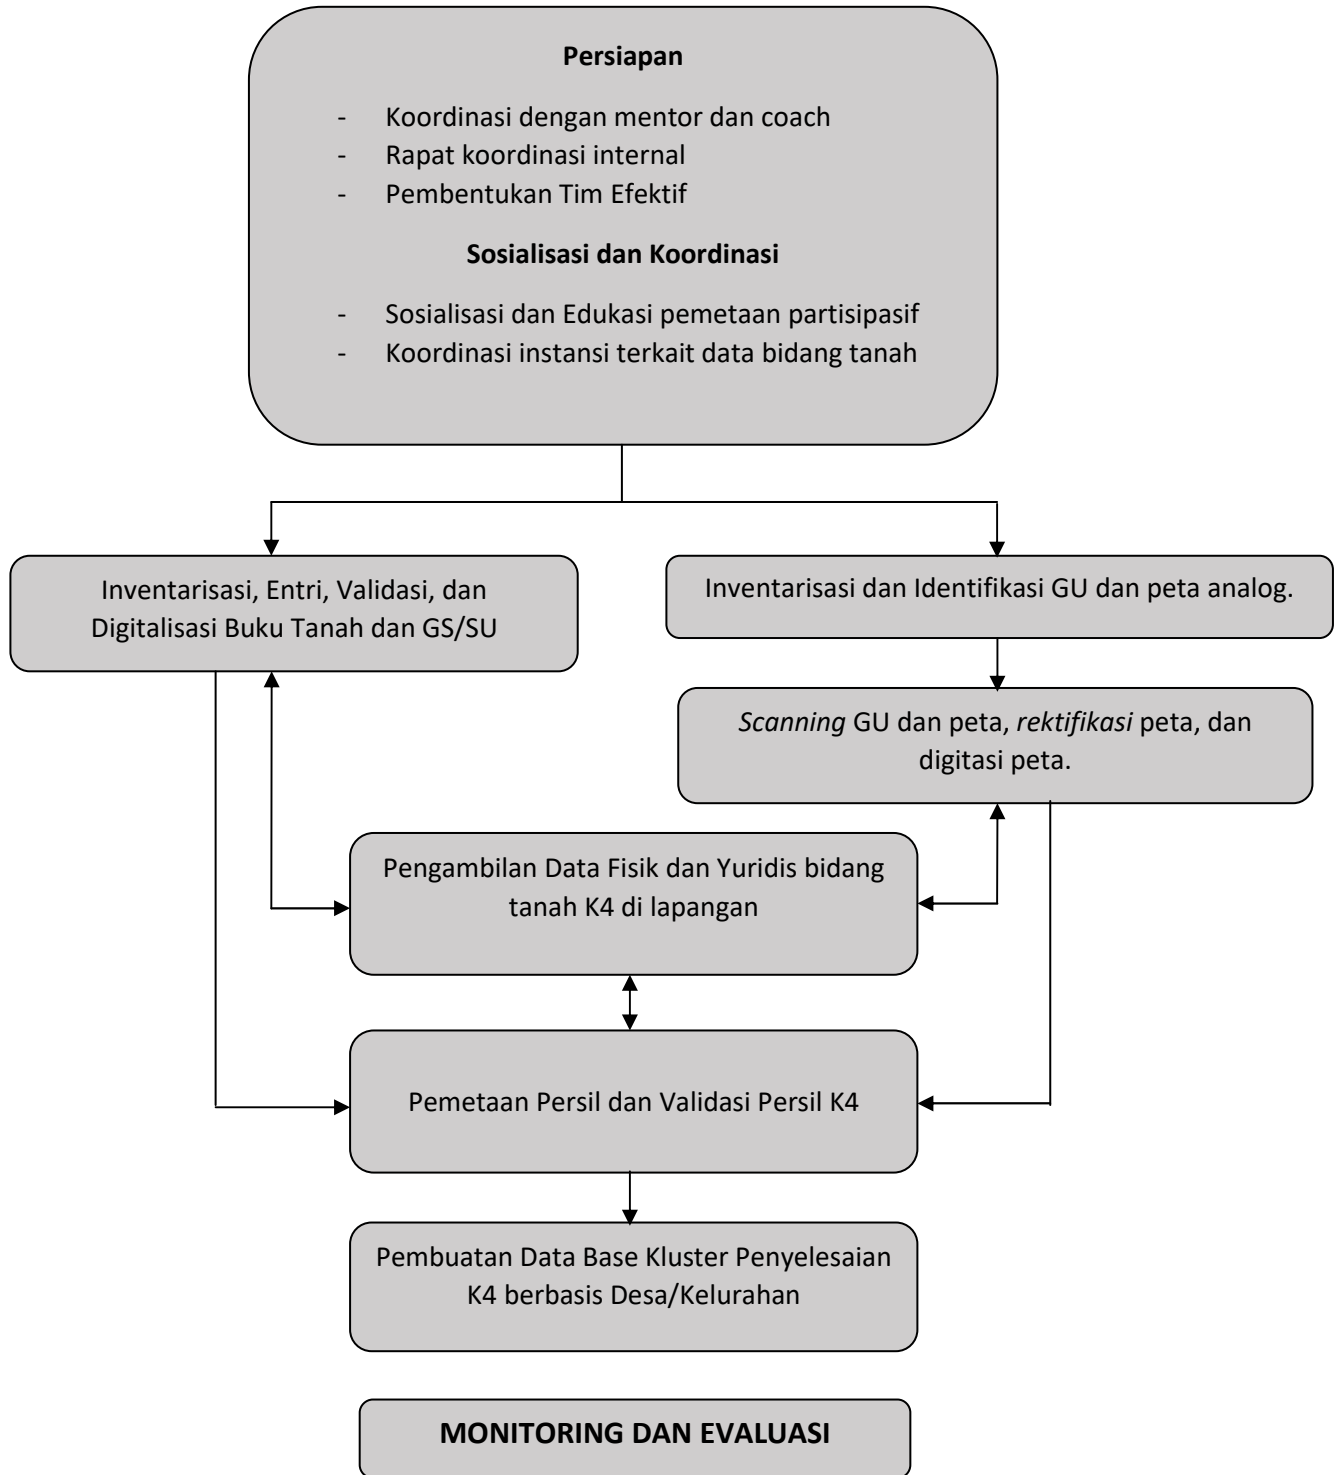 Persiapan
- Koordinasi dengan mentor dan coach
- Rapat koordinasi internal
- Pembentukan Tim Efektif
Sosialisasi dan Koordinasi
- Sosialisasi dan Edukasi pemetaan partisipasif
- Koordinasi instansi terkait data bidang tanah
Inventarisasi, Entri, Validasi, dan
Digitalisasi Buku Tanah dan GS/SU
Inventarisasi dan Identifikasi GU dan peta analog.
Scanning GU dan peta, rektifikasi peta, dan
digitasi peta.
Pengambilan Data Fisik dan Yuridis bidang
tanah K4 di lapangan
Pemetaan Persil dan Validasi Persil K4
Pembuatan Data Base Kluster Penyelesaian
K4 berbasis Desa/Kelurahan
MONITORING DAN EVALUASI